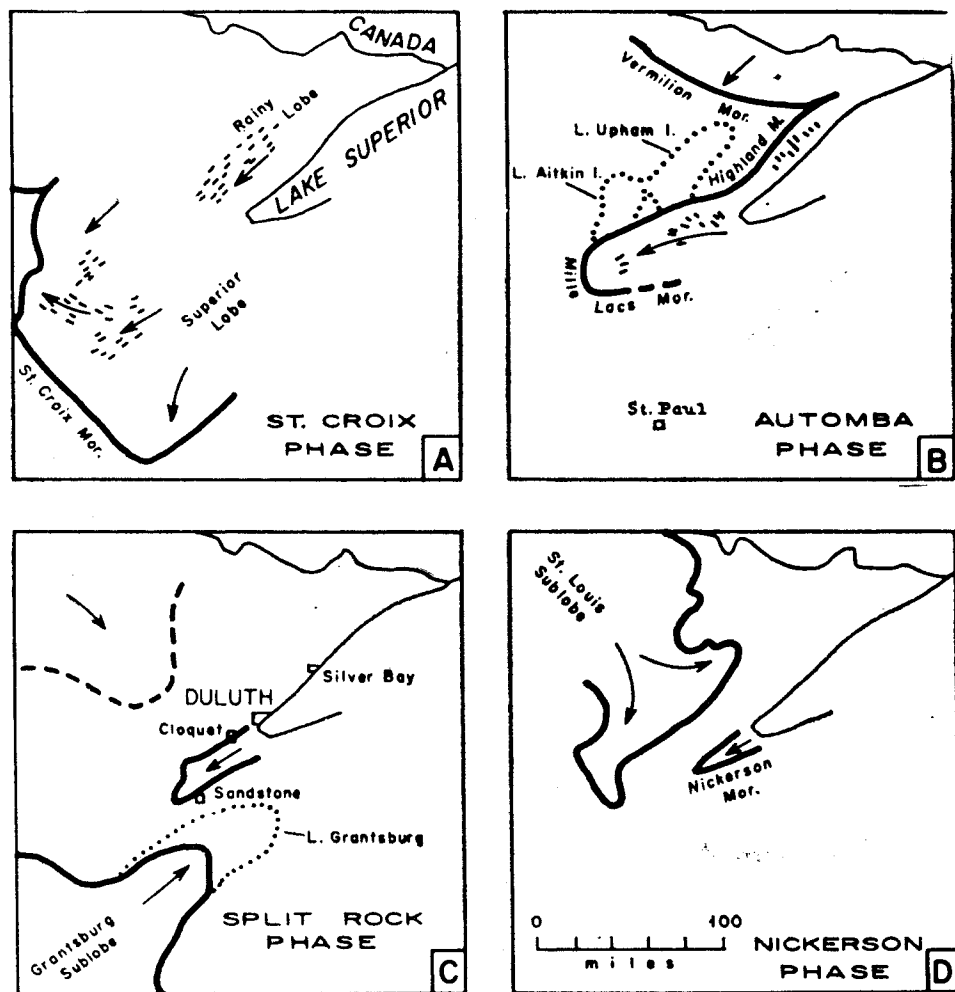 CANADA
Rainy Lobe
LAKE SUPERIOR
Superior
Lobe
St. Croix Mor.
ST. CROIX
PHASE
A
Vermilion Mor.
L. Upham I.
Highland M.
L. Aitkin I.
Mille
Lacs Mor.
St. Paul
AUTOMBA
PHASE
B
Silver Bay
DULUTH
Cloquet
Sandstone
L. Grantsburg
Grantsburg
Sublobe
SPLIT ROCK
PHASE
C
St. Louis
Sublobe
Nickerson
Mor.
0 100
miles
NICKERSON
PHASE
D